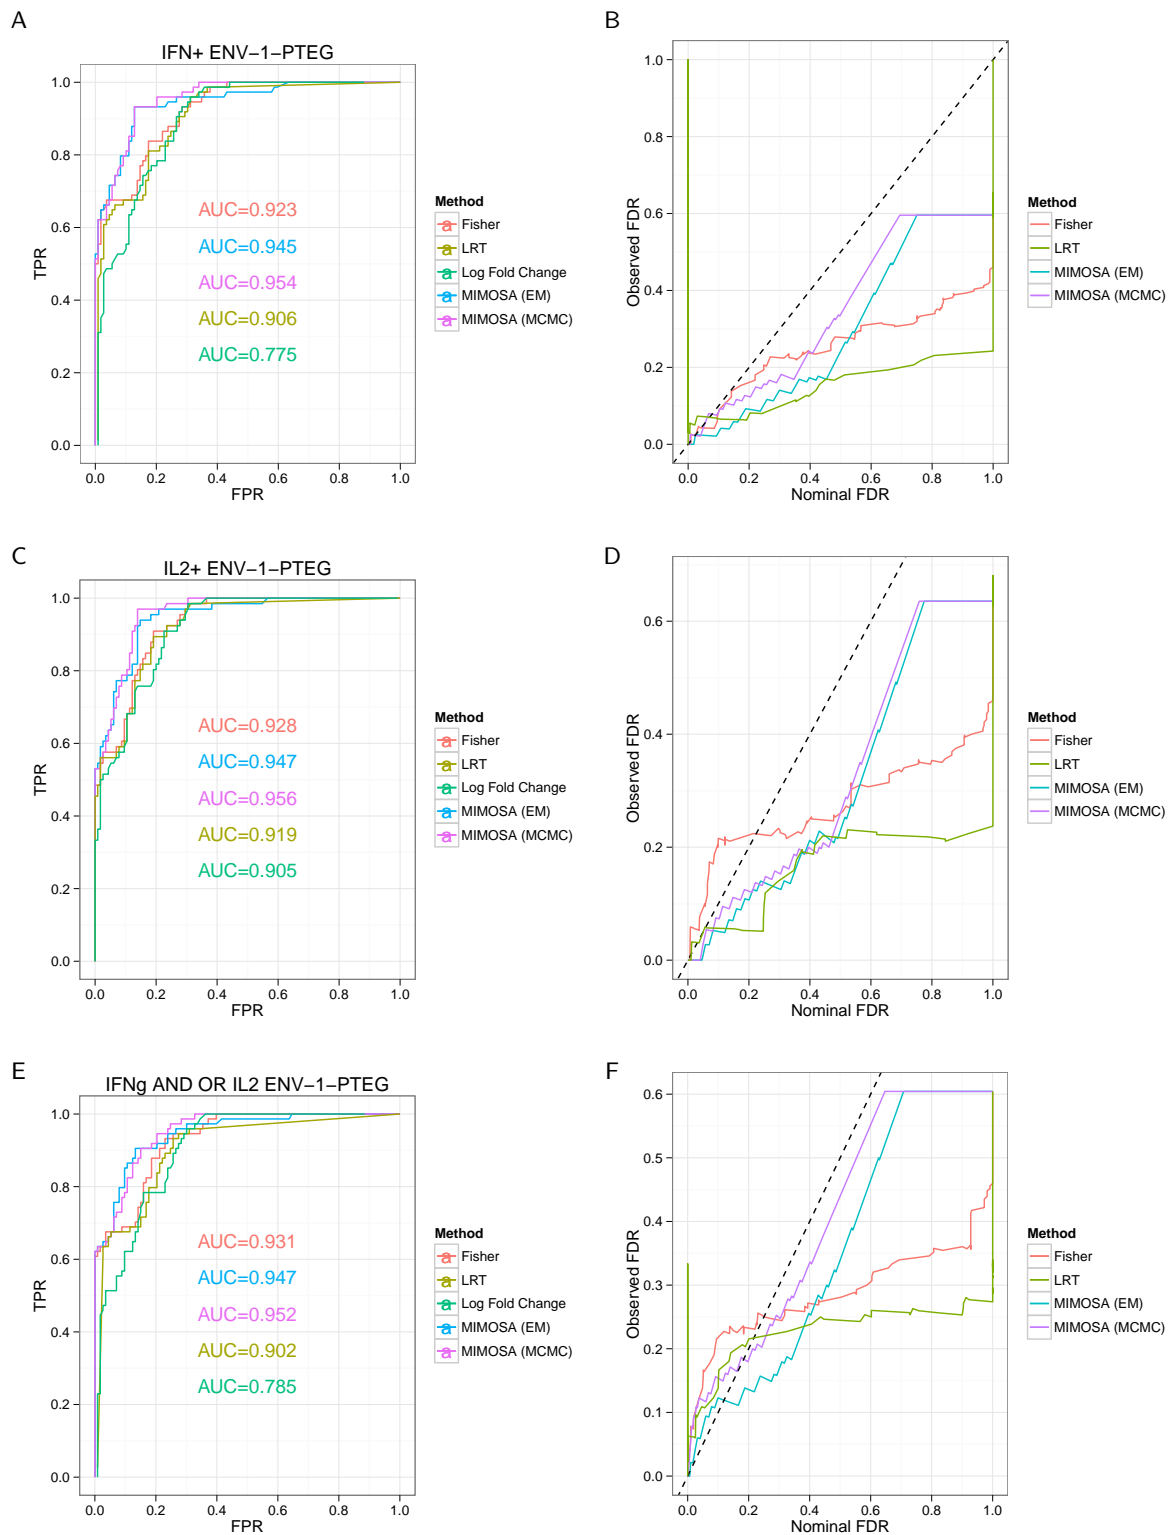 A
IFN+ ENV−1−PTEG
1.0
0.8
0.6
0.4
0.2
0.0
TPR
AUC=0.923
AUC=0.945
AUC=0.954
AUC=0.906
AUC=0.775
0.0 0.2 0.4 0.6 0.8 1.0
FPR
Method
a Fisher
a LRT
a Log Fold Change
a MIMOSA (EM)
a MIMOSA (MCMC)
B
1.0
0.8
0.6
0.4
0.2
0.0
Observed FDR
0.0 0.2 0.4 0.6 0.8 1.0
Nominal FDR
Method
Fisher
LRT
MIMOSA (EM)
MIMOSA (MCMC)
C
IL2+ ENV−1−PTEG
1.0
0.8
0.6
0.4
0.2
0.0
TPR
AUC=0.928
AUC=0.947
AUC=0.956
AUC=0.919
AUC=0.905
0.0 0.2 0.4 0.6 0.8 1.0
FPR
Method
a Fisher
a LRT
a Log Fold Change
a MIMOSA (EM)
a MIMOSA (MCMC)
D
0.6
0.4
0.2
0.0
Observed FDR
0.0 0.2 0.4 0.6 0.8 1.0
Nominal FDR
Method
Fisher
LRT
MIMOSA (EM)
MIMOSA (MCMC)
E
IFNg AND OR IL2 ENV−1−PTEG
1.0
0.8
0.6
0.4
0.2
0.0
TPR
AUC=0.931
AUC=0.947
AUC=0.952
AUC=0.902
AUC=0.785
0.0 0.2 0.4 0.6 0.8 1.0
FPR
Method
a Fisher
a LRT
a Log Fold Change
a MIMOSA (EM)
a MIMOSA (MCMC)
F
0.6
0.5
0.4
0.3
0.2
0.1
0.0
Observed FDR
0.0 0.2 0.4 0.6 0.8 1.0
Nominal FDR
Method
Fisher
LRT
MIMOSA (EM)
MIMOSA (MCMC)